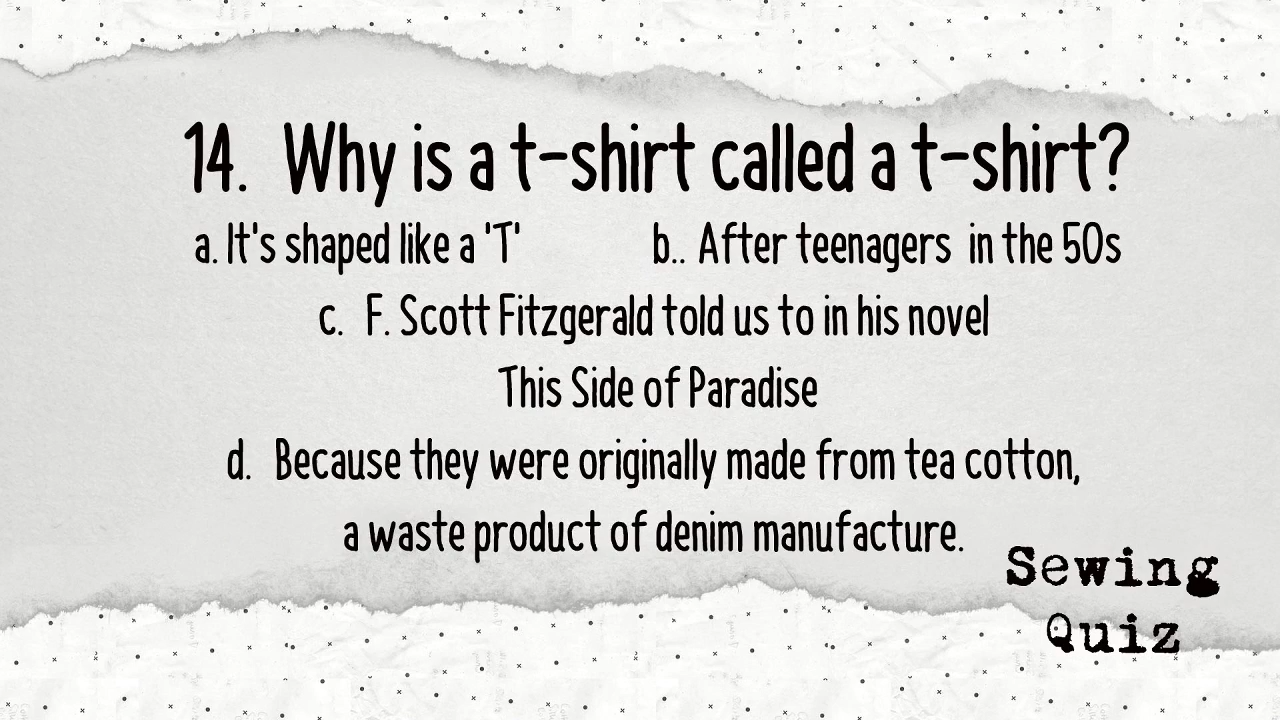 14. Why is a t-shirt called a t-shirt?
a. It's shaped like a 'T' b.. After teenagers in the 50s
c. F. Scott Fitzgerald told us to in his novel
This Side of Paradise
d. Because they were originally made from tea cotton,
a waste product of denim manufacture.
Sewing
Quiz